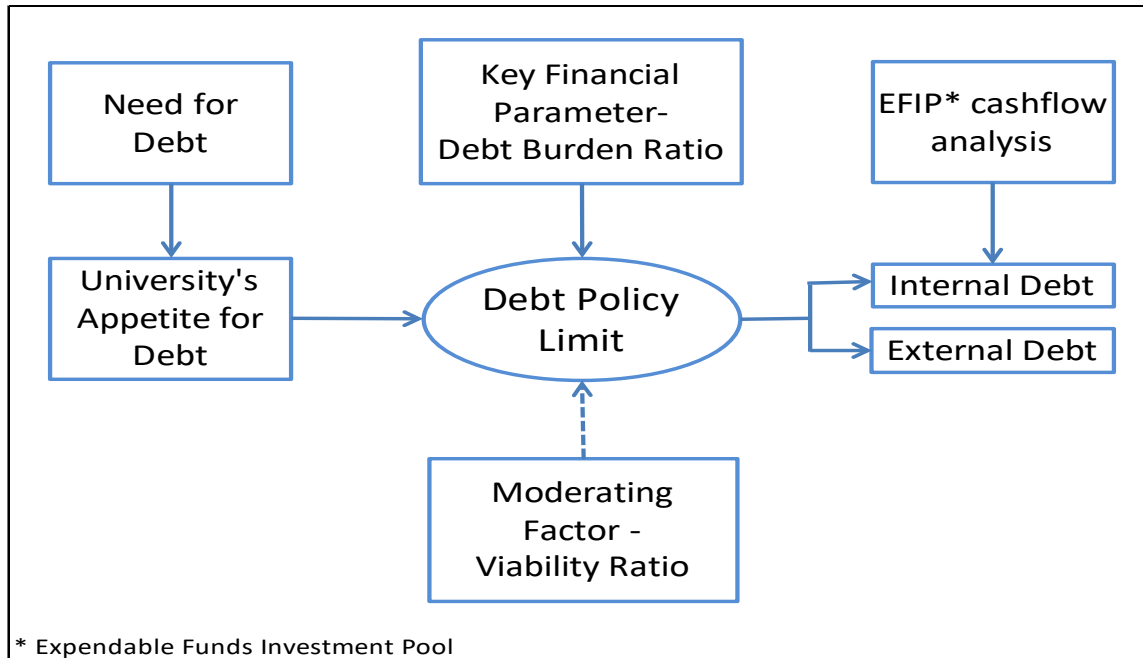 Need for
Debt
Key Financial
Parameter-
Debt Burden Ratio
EFIP* cashflow
analysis
University's
Appetite for
Debt
Debt Policy
Limit
Internal Debt
External Debt
Moderating
Factor -
Viability Ratio
* Expendable Funds Investment Pool